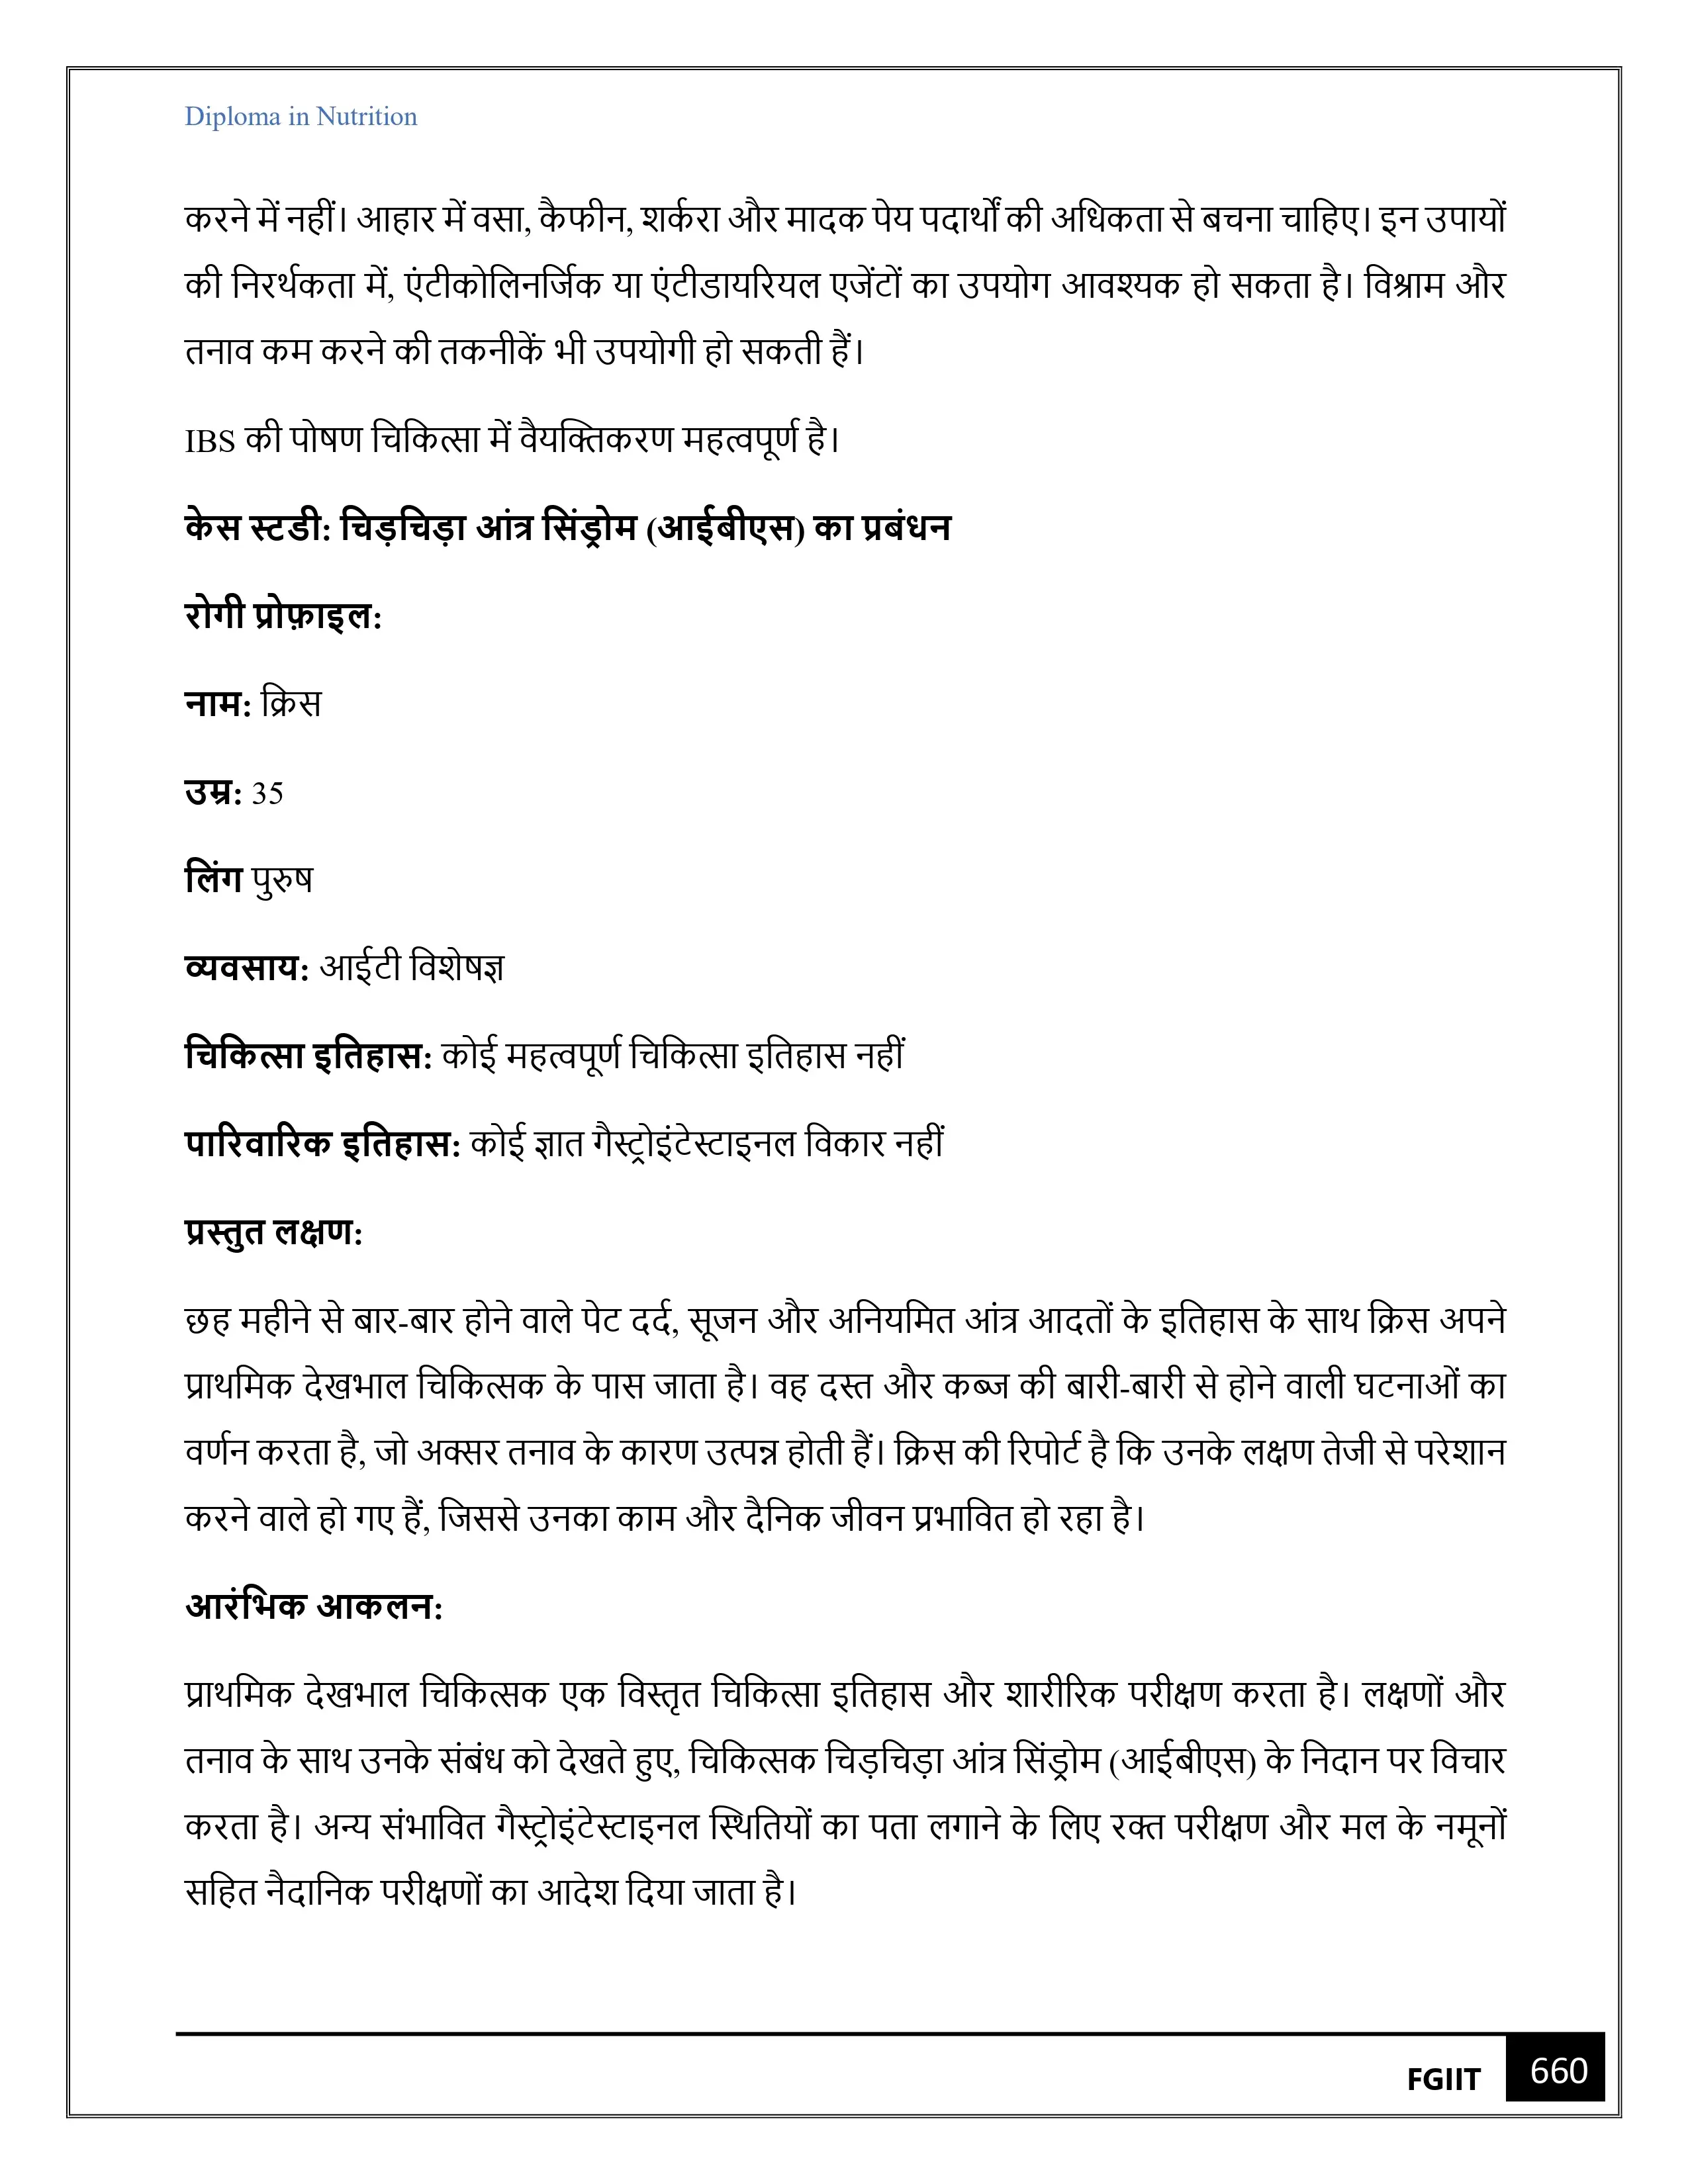 Diploma in Nutrition
करने में नहीं। आहार में वसा, कैफीन, शर्करा और मादक पेय पदार्थों की अधिकता से बचना चाहिए। इन उपायों
की निरर्थकता में, एंटीकोलिनर्जिक या एंटीडायरियल एजेंटों का उपयोग आवश्यक हो सकता है। विश्राम और
तनाव कम करने की तकनीकें भी उपयोगी हो सकती हैं।
IBS की पोषण चिकित्सा में वैयक्तिकरण महत्वपूर्ण है।
केस स्टडी: चिड़चिड़ा आंत्र सिंड्रोम (आईबीएस) का प्रबंधन
रोगी प्रोफ़ाइल:
नाम: क्रिस
उम्र: 35
लिंग पुरुष
व्यवसाय: आईटी विशेषज्ञ
चिकित्सा इतिहास: कोई महत्वपूर्ण चिकित्सा इतिहास नहीं
पारिवारिक इतिहास: कोई ज्ञात गैस्ट्रोइंटेस्टाइनल विकार नहीं
प्रस्तुत लक्षण:
छह महीने से बार-बार होने वाले पेट दर्द, सूजन और अनियमित आंत्र आदतों के इतिहास के साथ क्रिस अपने
प्राथमिक देखभाल चिकित्सक के पास जाता है। वह दस्त और कब्ज की बारी-बारी से होने वाली घटनाओं का
वर्णन करता है, जो अक्सर तनाव के कारण उत्पन्न होती हैं। क्रिस की रिपोर्ट है कि उनके लक्षण तेजी से परेशान
करने वाले हो गए हैं, जिससे उनका काम और दैनिक जीवन प्रभावित हो रहा है।
आरंभिक आकलन:
प्राथमिक देखभाल चिकित्सक एक विस्तृत चिकित्सा इतिहास और शारीरिक परीक्षण करता है। लक्षणों और
तनाव के साथ उनके संबंध को देखते हुए, चिकित्सक चिड़चिड़ा आंत्र सिंड्रोम (आईबीएस) के निदान पर विचार
करता है। अन्य संभावित गैस्ट्रोइंटेस्टाइनल स्थितियों का पता लगाने के लिए रक्त परीक्षण और मल के नमूनों
सहित नैदानिक परीक्षणों का आदेश दिया जाता है।
FGIIT 660